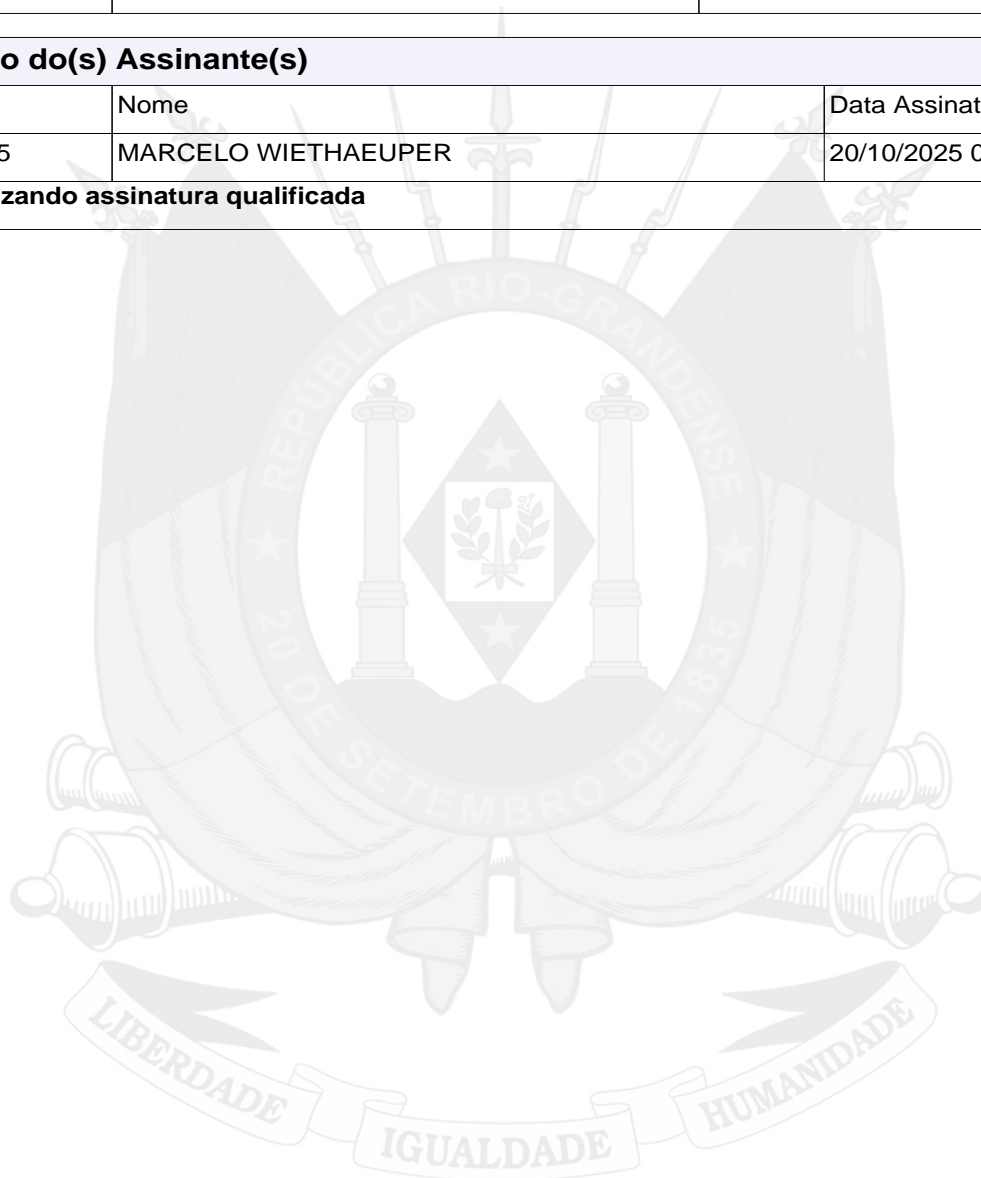 o do(s) Assinante(s)
Nome
Data Assinat
5
MARCELO WIETHAEUPER
20/10/2025 0
zando assinatura qualificada
REPÚBLICA RIO-GRANDENSE
20 DE SETEMBRO DE 1835
LIBERDADE
IGUALDADE
HUMANIDADE